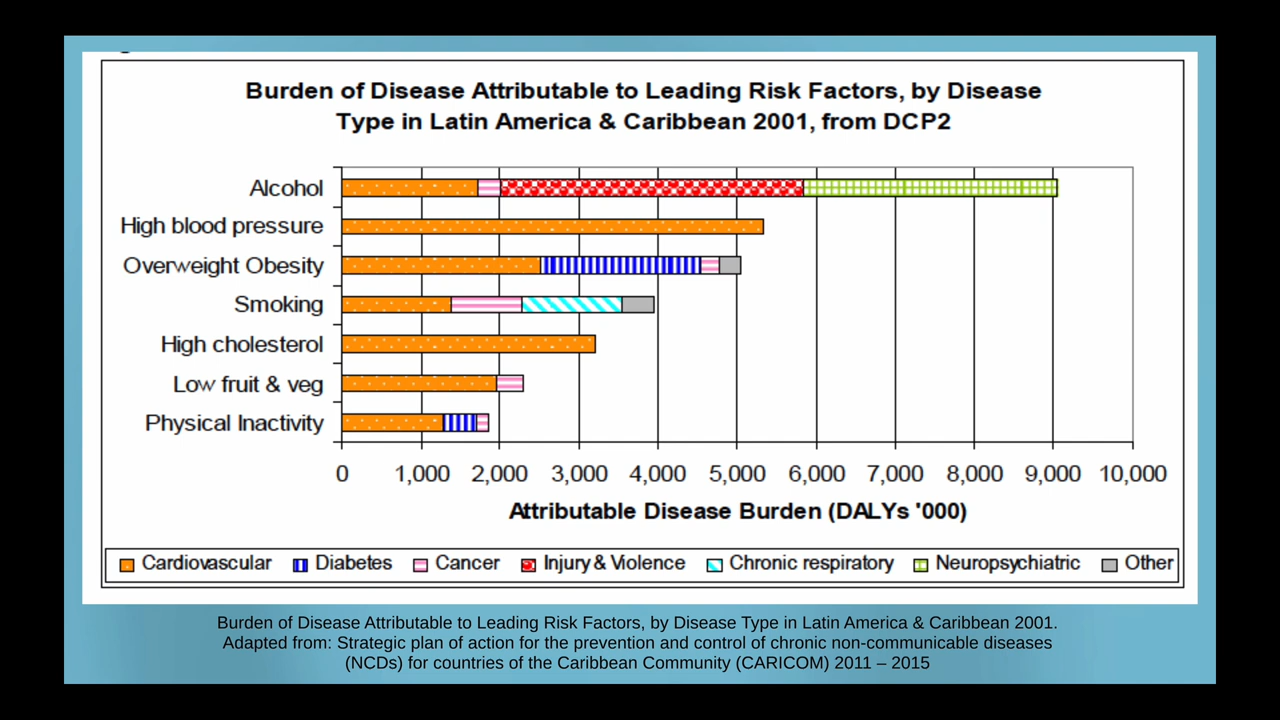 Burden of Disease Attributable to Leading Risk Factors, by Disease
Type in Latin America & Caribbean 2001, from DCP2
Alcohol
High blood pressure
Overweight Obesity
Smoking
High cholesterol
Low fruit & veg
Physical Inactivity
0 1,000 2,000 3,000 4,000 5,000 6,000 7,000 8,000 9,000 10,000
Attributable Disease Burden (DALYs '000)
Cardiovascular Diabetes Cancer Injury & Violence Chronic respiratory Neuropsychiatric Other
Burden of Disease Attributable to Leading Risk Factors, by Disease Type in Latin America & Caribbean 2001.
Adapted from: Strategic plan of action for the prevention and control of chronic non-communicable diseases
(NCDs) for countries of the Caribbean Community (CARICOM) 2011 – 2015